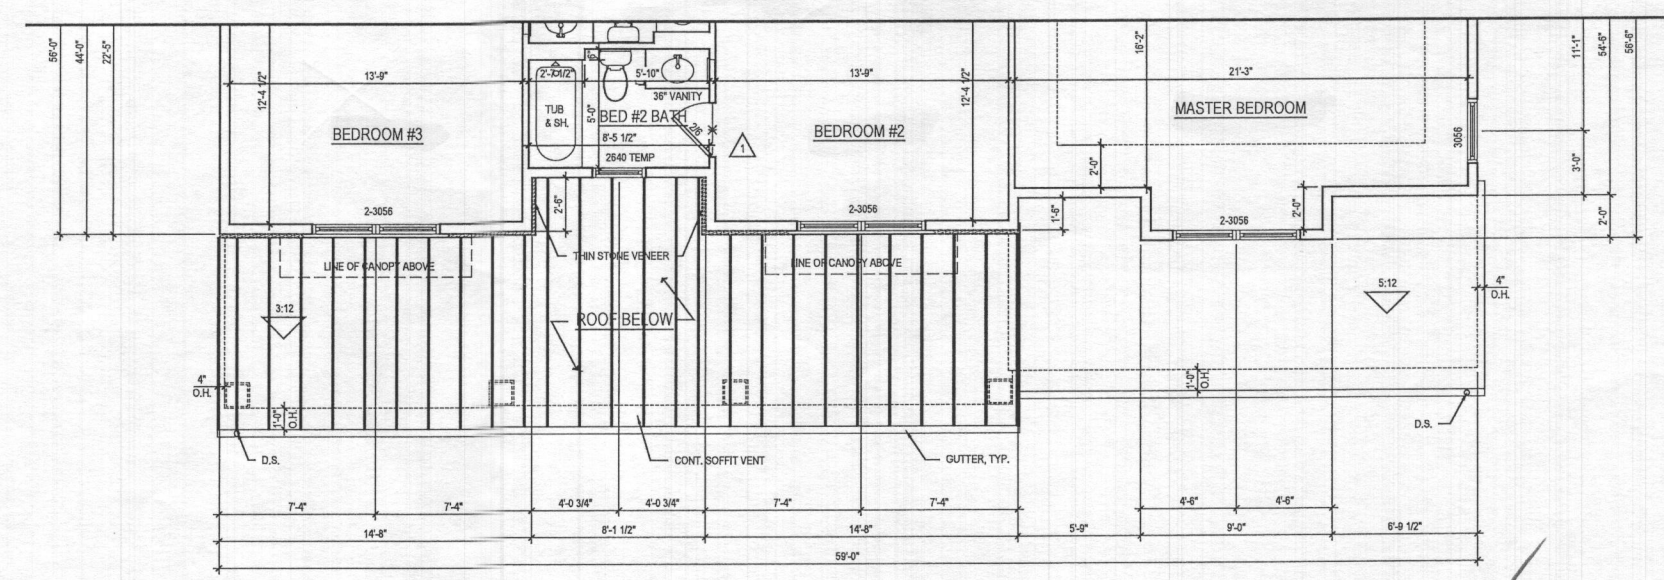 56'-0"
44'-0"
22'-5"
12'-4 1/2"
13'-9"
BEDROOM #3
2-3056
2'-7 1/2"
6"
5'-10"
36" VANITY
TUB
& SH.
5'-0"
BED #2 BATH
2/6
8'-5 1/2"
2640 TEMP
1
13'-9"
12'-4 1/2"
BEDROOM #2
2-3056
16'-2"
21'-3"
MASTER BEDROOM
2'-0"
3056
11'-1"
54'-6"
56'-6"
3'-0"
2'-0"
2'-6"
1'-6"
2'-0"
2-3056
THIN STONE VENEER
LINE OF CANOPY ABOVE
LINE OF CANOPY ABOVE
3:12
5:12
4"
O.H.
ROOF BELOW
4"
O.H.
1'-0"
O.H.
1'-0"
O.H.
D.S.
CONT. SOFFIT VENT
GUTTER, TYP.
D.S.
7'-4"
7'-4"
4'-0 3/4"
4'-0 3/4"
7'-4"
7'-4"
4'-6"
4'-6"
14'-8"
8'-1 1/2"
14'-8"
5'-9"
9'-0"
6'-9 1/2"
59'-0"